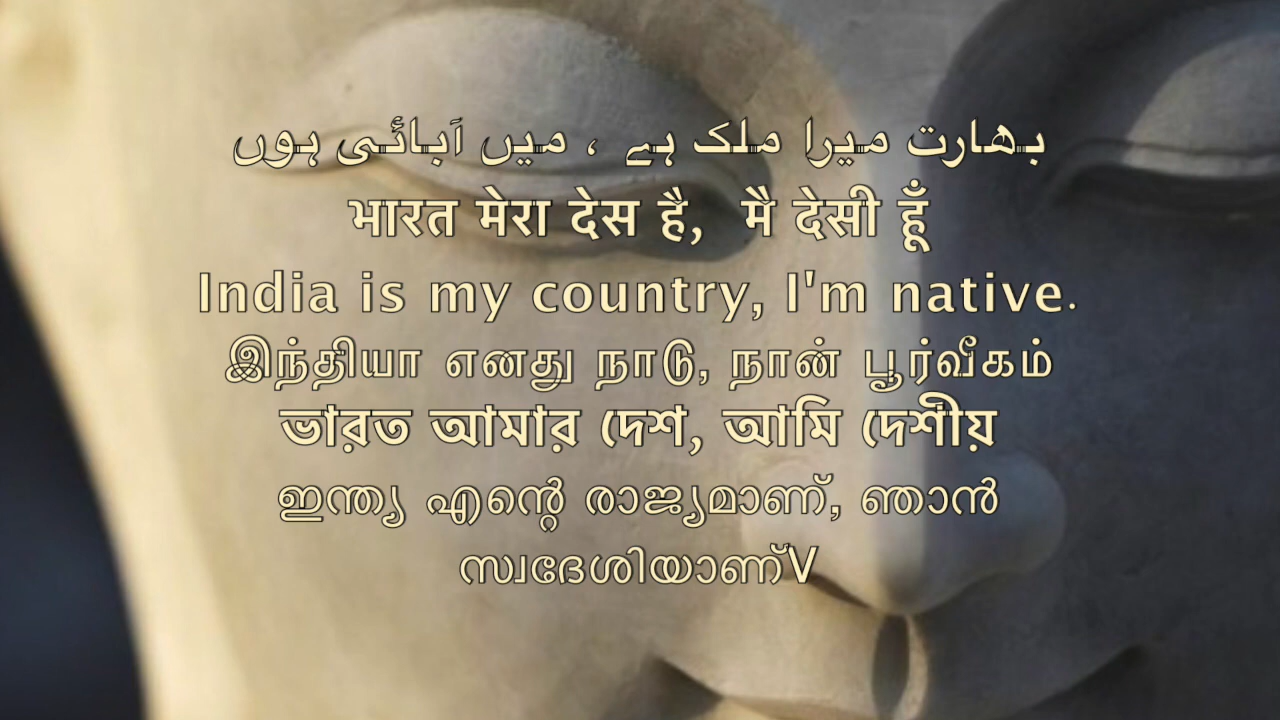 بھارت میرا ملک ہے ، میں آبائی ہوں
भारत मेरा देस है, मै देसी हूँ
India is my country, I'm native.
இந்தியா எனது நாடு, நான் பூர்வீகம்
ভারত আমার দেশ, আমি দেশীয়
ഇന്ത്യ എന്റെ രാജ്യമാണ്, ഞാൻ
സ്വദേശിയാണ്V